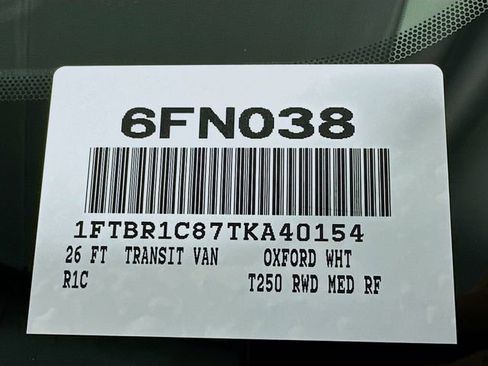 6FN038
1FTBR1C87TKA40154
26 FT TRANSIT VAN OXFORD WHT
R1C T250 RWD MED RF